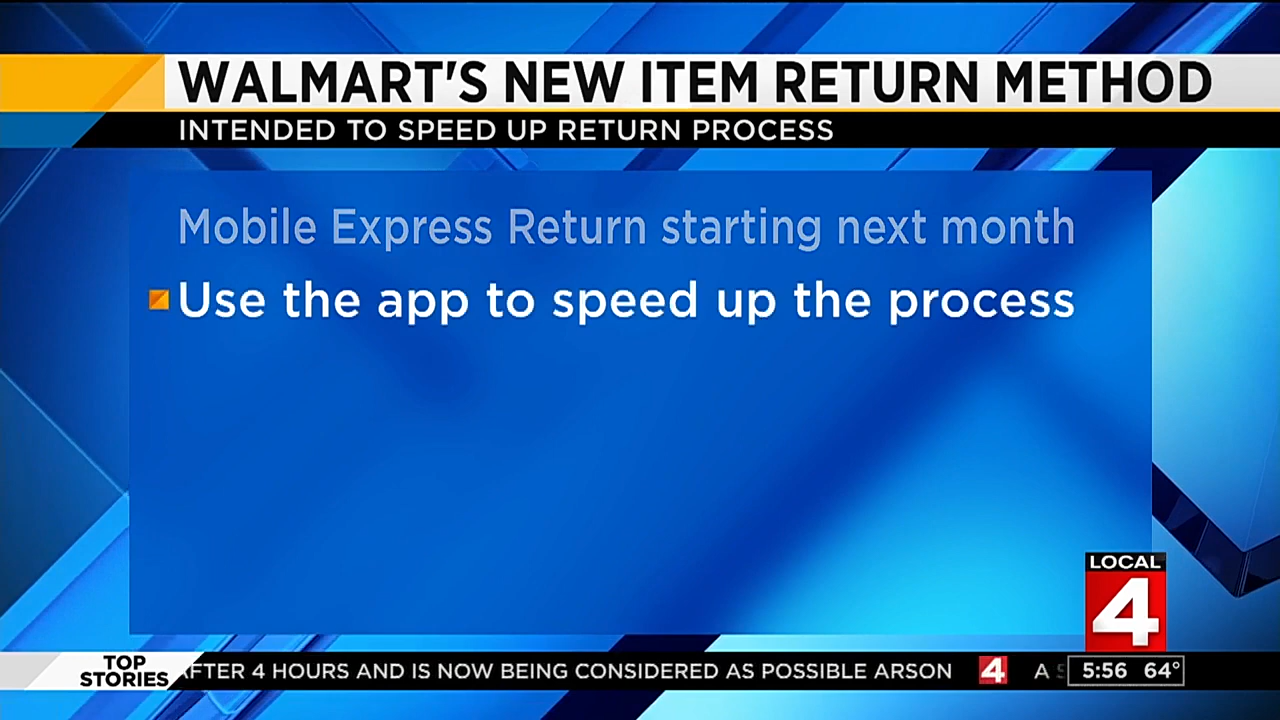 WALMART'S NEW ITEM RETURN METHOD
INTENDED TO SPEED UP RETURN PROCESS
Mobile Express Return starting next month
Use the app to speed up the process
LOCAL
4
TOP
STORIES
AFTER 4 HOURS AND IS NOW BEING CONSIDERED AS POSSIBLE ARSON 4 A
5:56 64°